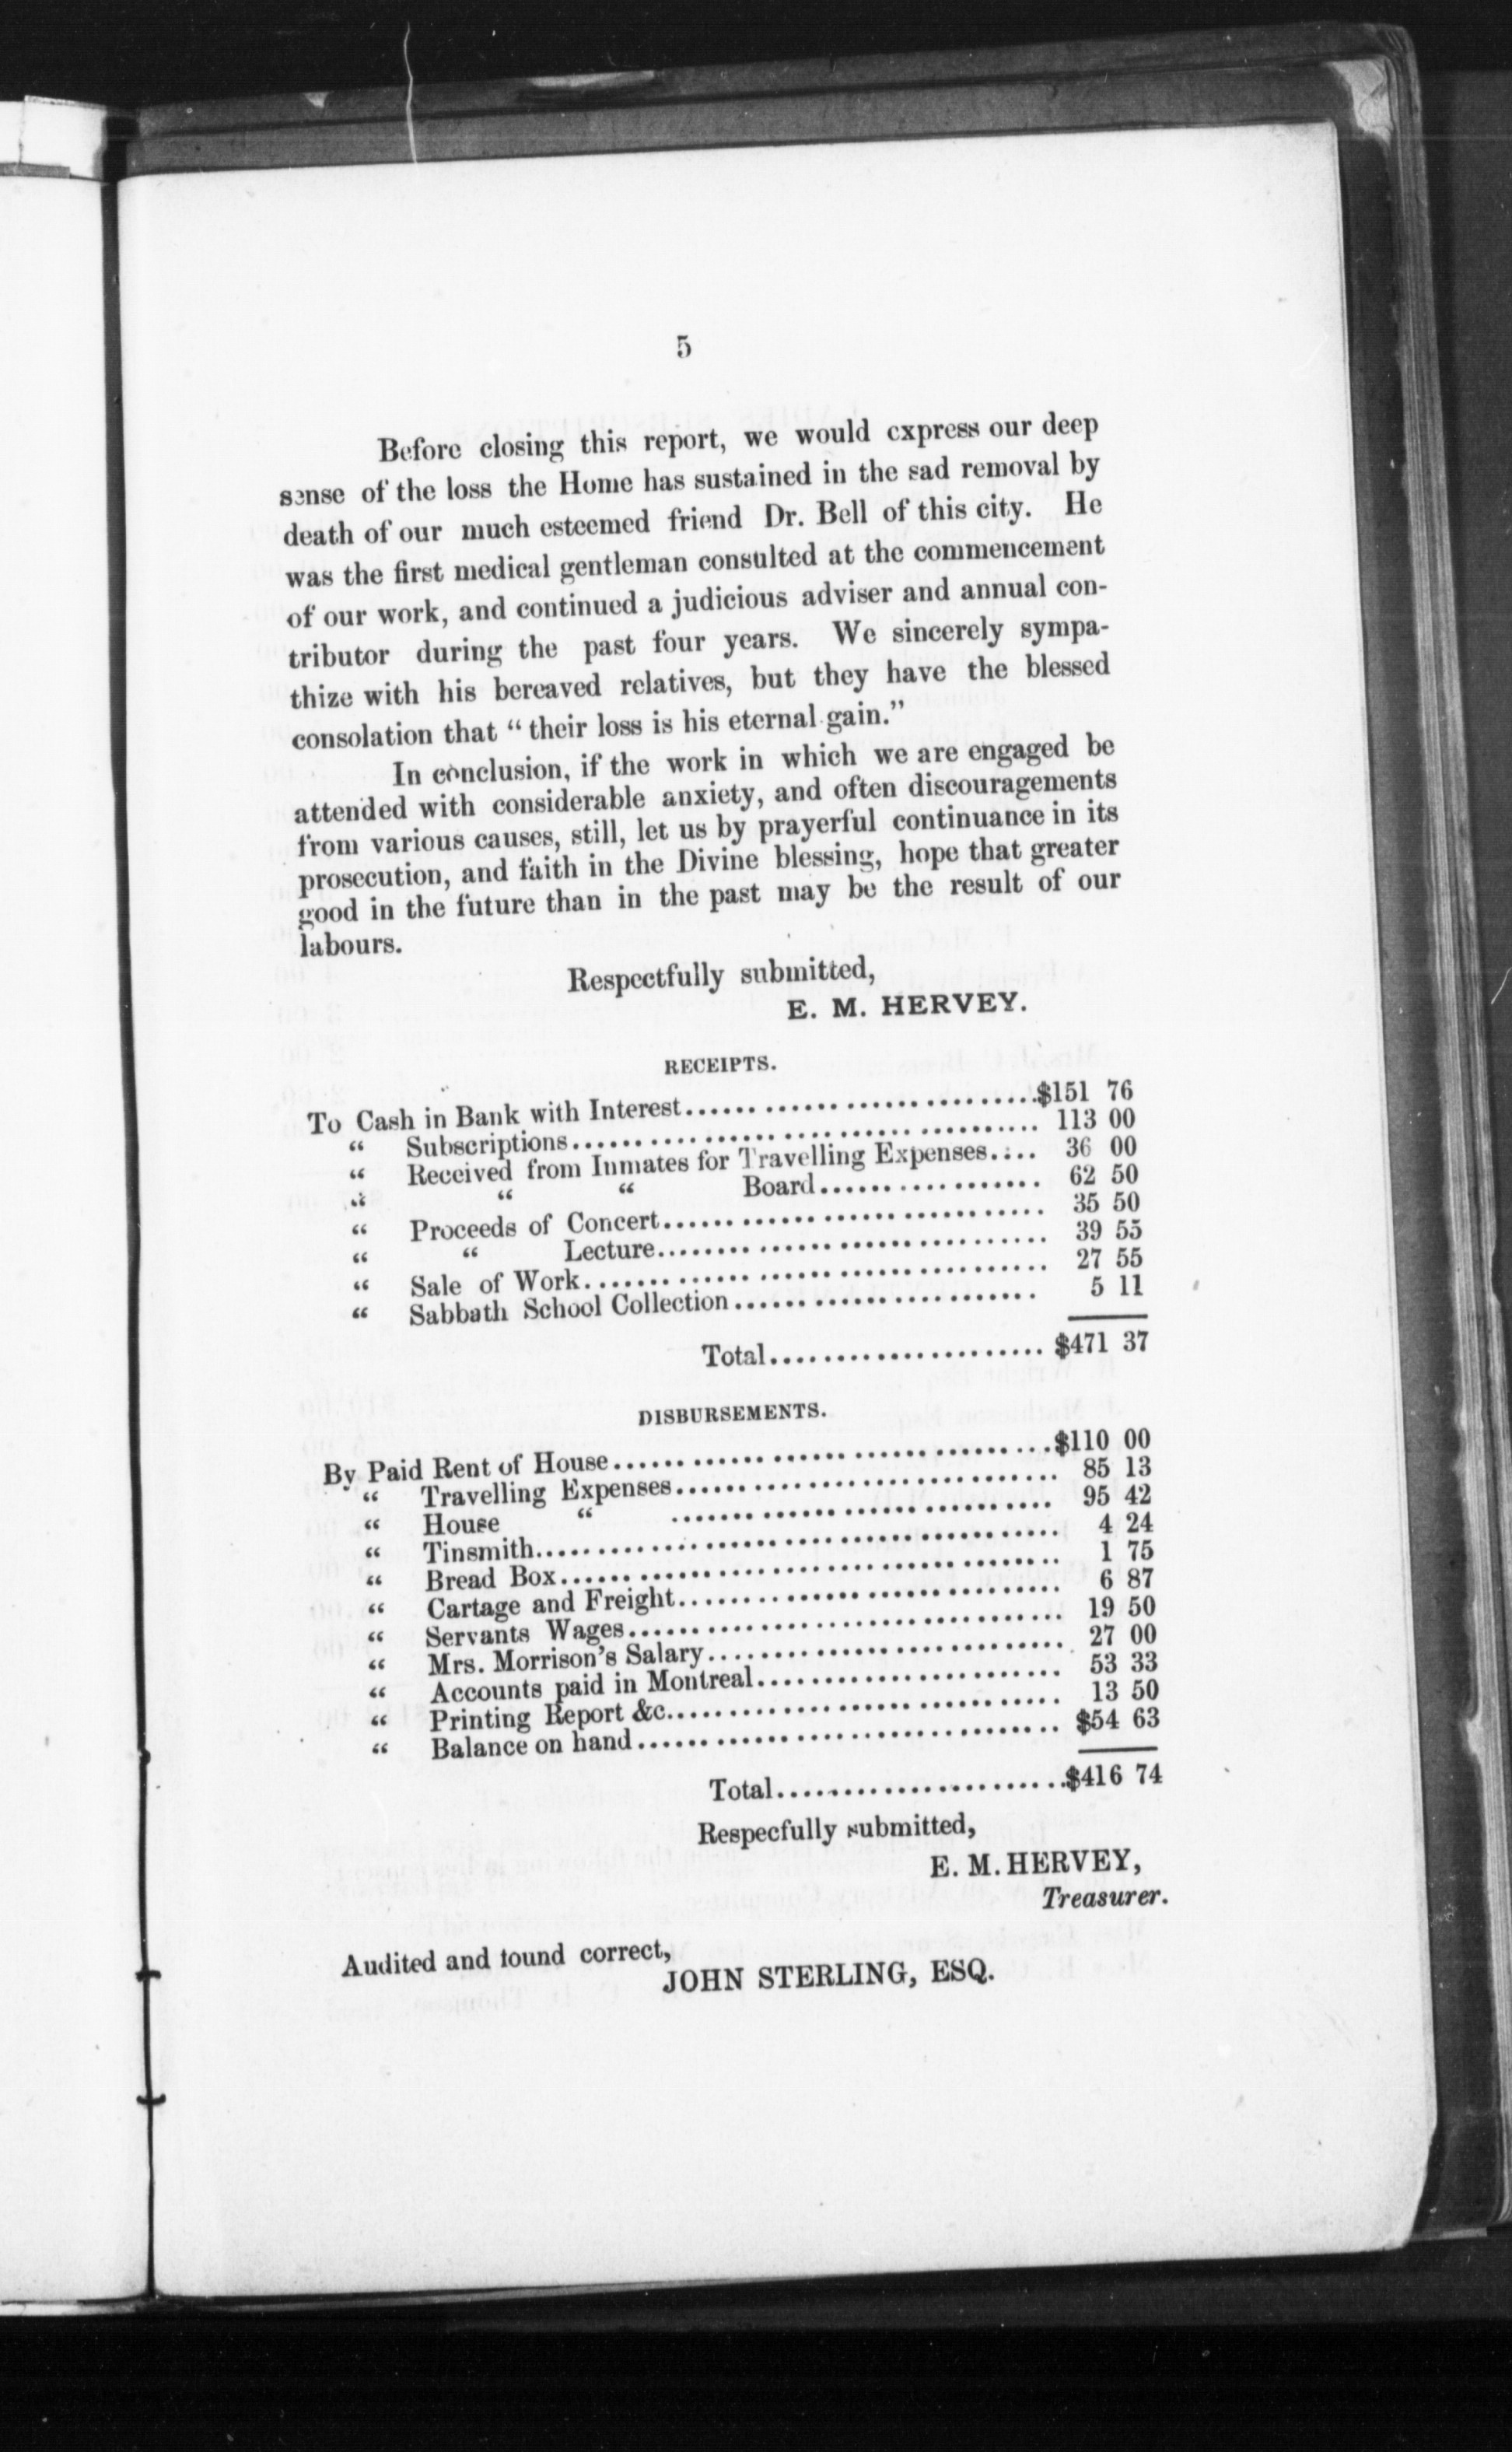 5
Before closing this report, we would express our deep
sense of the loss the Home has sustained in the sad removal by
death of our much esteemed friend Dr. Bell of this city. He
was the first medical gentleman consulted at the commencement
of our work, and continued a judicious adviser and annual con-
tributor during the past four years. We sincerely sympa-
thize with his bereaved relatives, but they have the blessed
consolation that “ their loss is his eternal gain.”
In conclusion, if the work in which we are engaged be
attended with considerable anxiety, and often discouragements
from various causes, still, let us by prayerful continuance in its
prosecution, and faith in the Divine blessing, hope that greater
good in the future than in the past may be the result of our
labours.
Respectfully submitted,
E. M. HERVEY.
RECEIPTS.
To Cash in Bank with Interest..............................$151 76
“ Subscriptions.................................. 113 00
“ Received from Inmates for Travelling Expenses.... 36 00
“ “ “ Board................. 62 50
“ Proceeds of Concert............................. 35 50
“ “ Lecture.............................. 39 55
“ Sale of Work................................... 27 55
“ Sabbath School Collection....................... 5 11
Total..................... $471 37
DISBURSEMENTS.
By Paid Rent of House.................................$110 00
“ Travelling Expenses............................. 85 13
“ House “ ............................. 95 42
“ Tinsmith....................................... 4 24
“ Bread Box...................................... 1 75
“ Cartage and Freight............................. 6 87
“ Servants Wages................................. 19 50
“ Mrs. Morrison's Salary........................... 27 00
“ Accounts paid in Montreal....................... 53 33
“ Printing Report &c.............................. 13 50
“ Balance on hand................................ $54 63
Total......................$416 74
Respecfully submitted,
E. M. HERVEY,
Treasurer.
Audited and tound correct,
JOHN STERLING, ESQ.